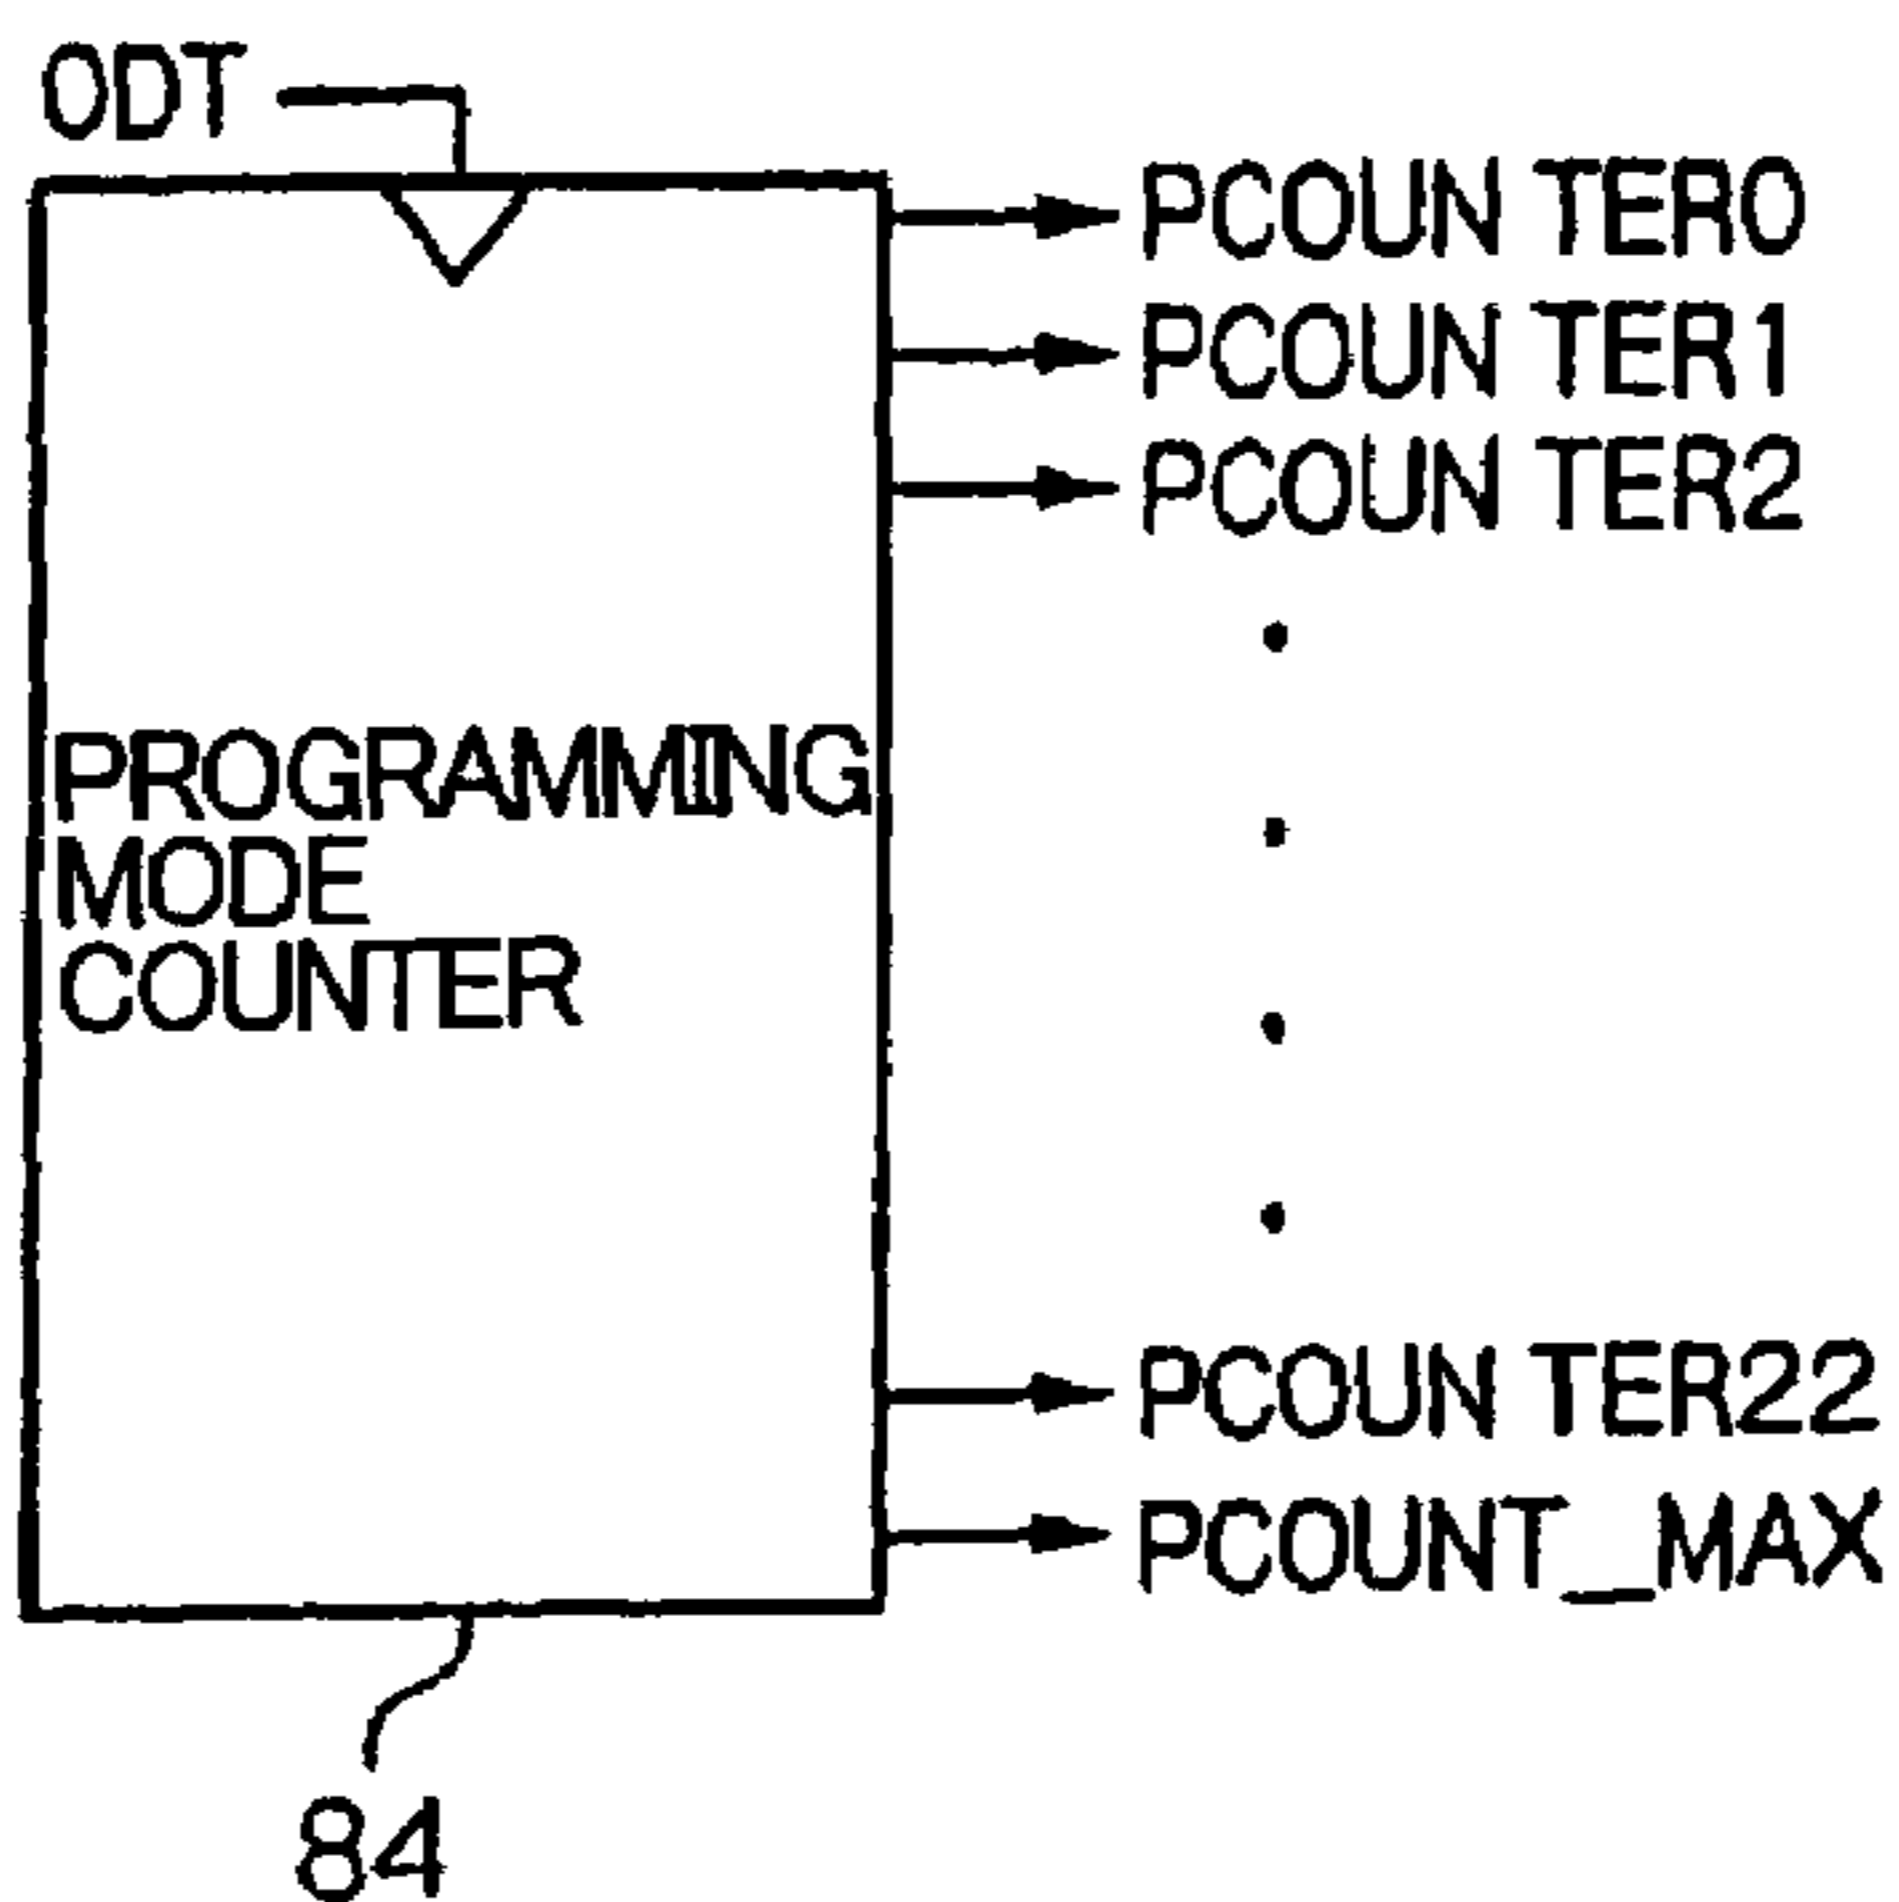 ODT
PCOUN TER0
PCOUN TER1
PCOUN TER2
PROGRAMMING
MODE
COUNTER
PCOUN TER22
PCOUNT_MAX
84